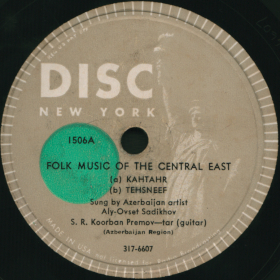 DISC
NEW YORK
1506A
FOLK MUSIC OF THE CENTRAL EAST
(a) KAHTAHR
(b) TEHSNEEF
Sung by Azerbaijan artist
Aly-Ovset Sadikhov
S. R. Koorban Premov—tar (guitar)
(Azberbaijan Region)
317-6607